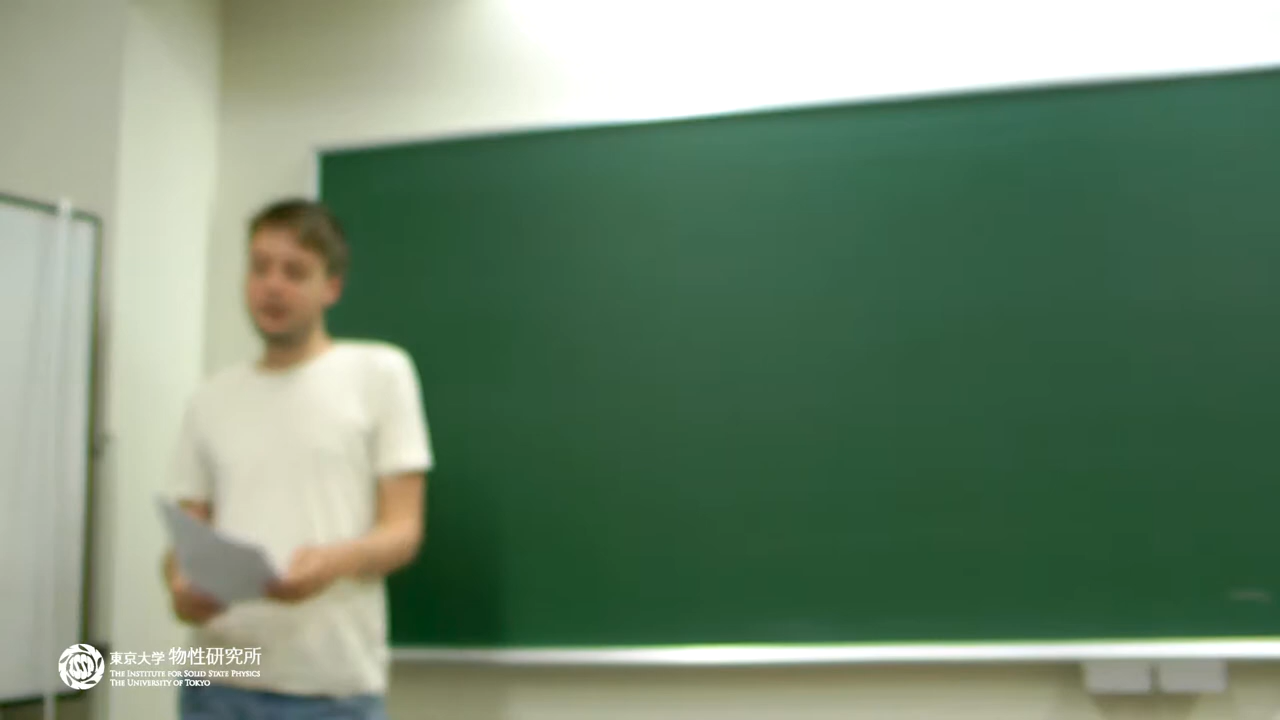 東京大学 物性研究所
THE INSTITUTE FOR SOLID STATE PHYSICS
THE UNIVERSITY OF TOKYO